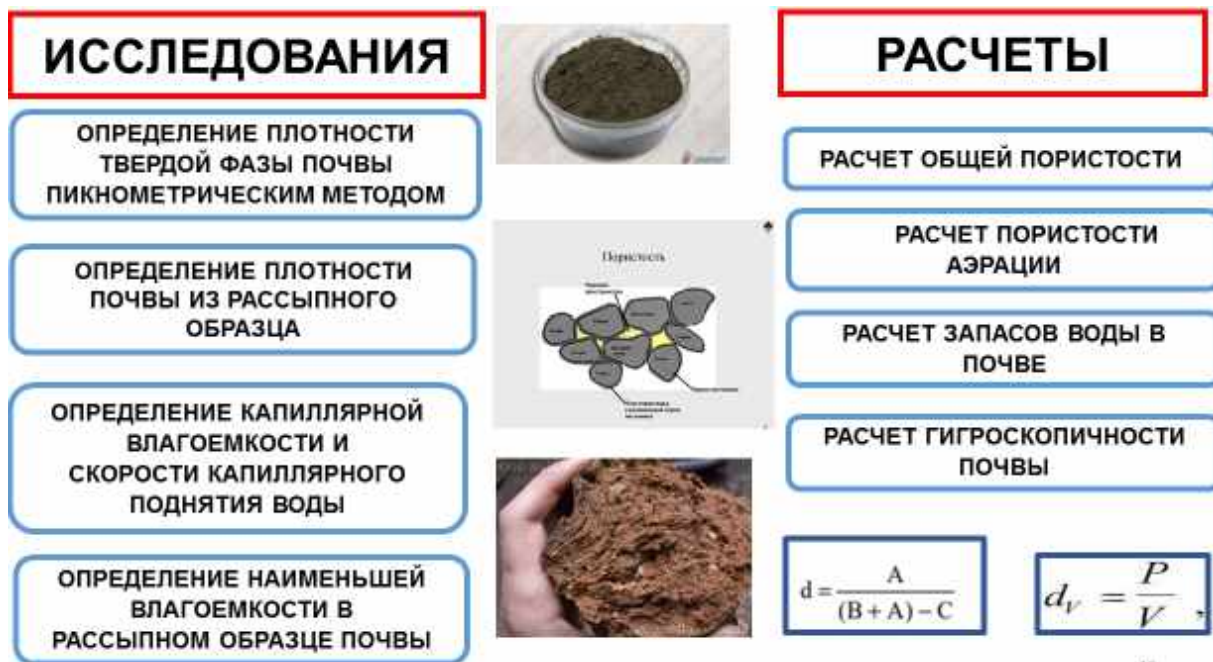 ИССЛЕДОВАНИЯ
ОПРЕДЕЛЕНИЕ ПЛОТНОСТИ
ТВЕРДОЙ ФАЗЫ ПОЧВЫ
ПИКНОМЕТРИЧЕСКИМ МЕТОДОМ
ОПРЕДЕЛЕНИЕ ПЛОТНОСТИ
ПОЧВЫ ИЗ РАССЫПНОГО
ОБРАЗЦА
ОПРЕДЕЛЕНИЕ КАПИЛЛЯРНОЙ
ВЛАГОЕМКОСТИ И
СКОРОСТИ КАПИЛЛЯРНОГО
ПОДНЯТИЯ ВОДЫ
ОПРЕДЕЛЕНИЕ НАИМЕНЬШЕЙ
ВЛАГОЕМКОСТИ В
РАССЫПНОМ ОБРАЗЦЕ ПОЧВЫ
Пористость
РАСЧЕТЫ
РАСЧЕТ ОБЩЕЙ ПОРИСТОСТИ
РАСЧЕТ ПОРИСТОСТИ
АЭРАЦИИ
РАСЧЕТ ЗАПАСОВ ВОДЫ В
ПОЧВЕ
РАСЧЕТ ГИГРОСКОПИЧНОСТИ
ПОЧВЫ
d = A / (B + A) – C
d_V = P / V ,